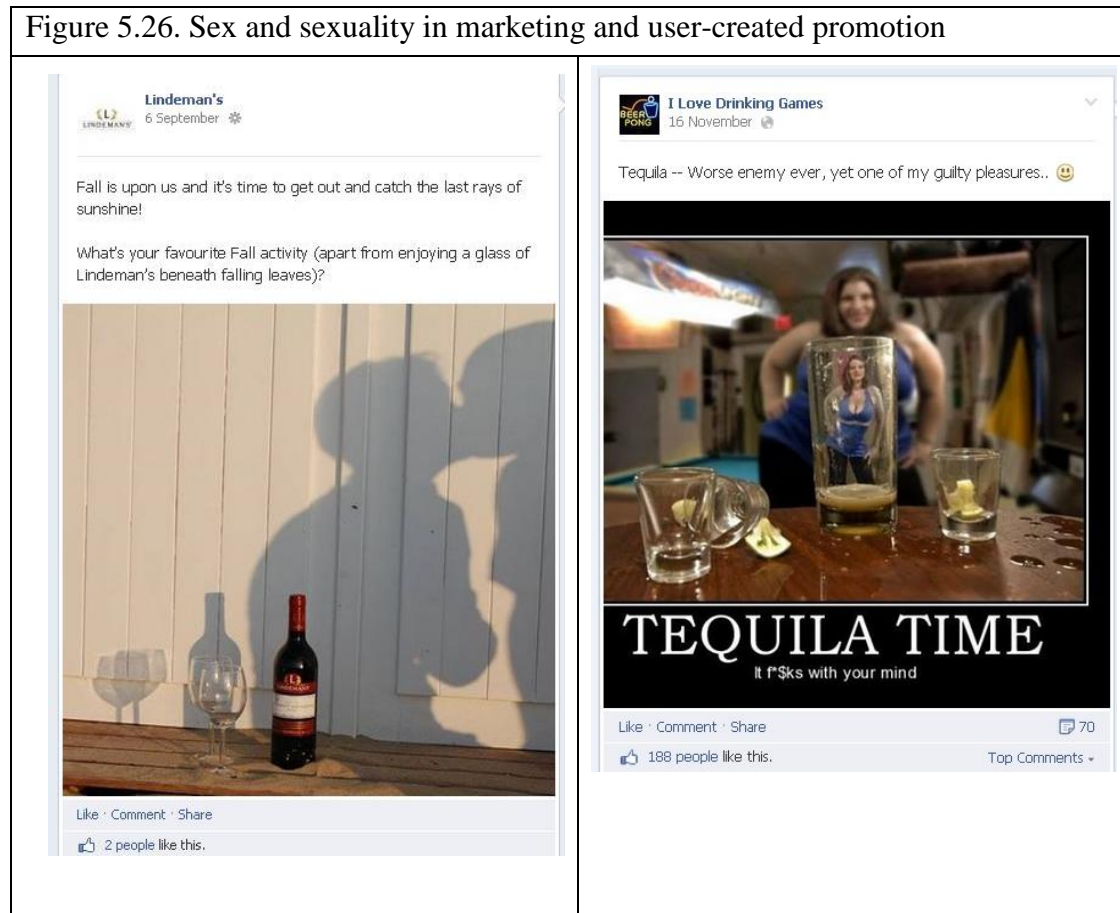 Figure 5.26. Sex and sexuality in marketing and user-created promotion
Lindeman's
6 September
LINDEMANS
Fall is upon us and it's time to get out and catch the last rays of
sunshine!
What's your favourite Fall activity (apart from enjoying a glass of
Lindeman's beneath falling leaves)?
LINDEMANS
Like · Comment · Share
2 people like this.
I Love Drinking Games
16 November
BEER
PONG
Tequila -- Worse enemy ever, yet one of my guilty pleasures..
TEQUILA TIME
It f*$ks with your mind
Like · Comment · Share
70
188 people like this.
Top Comments